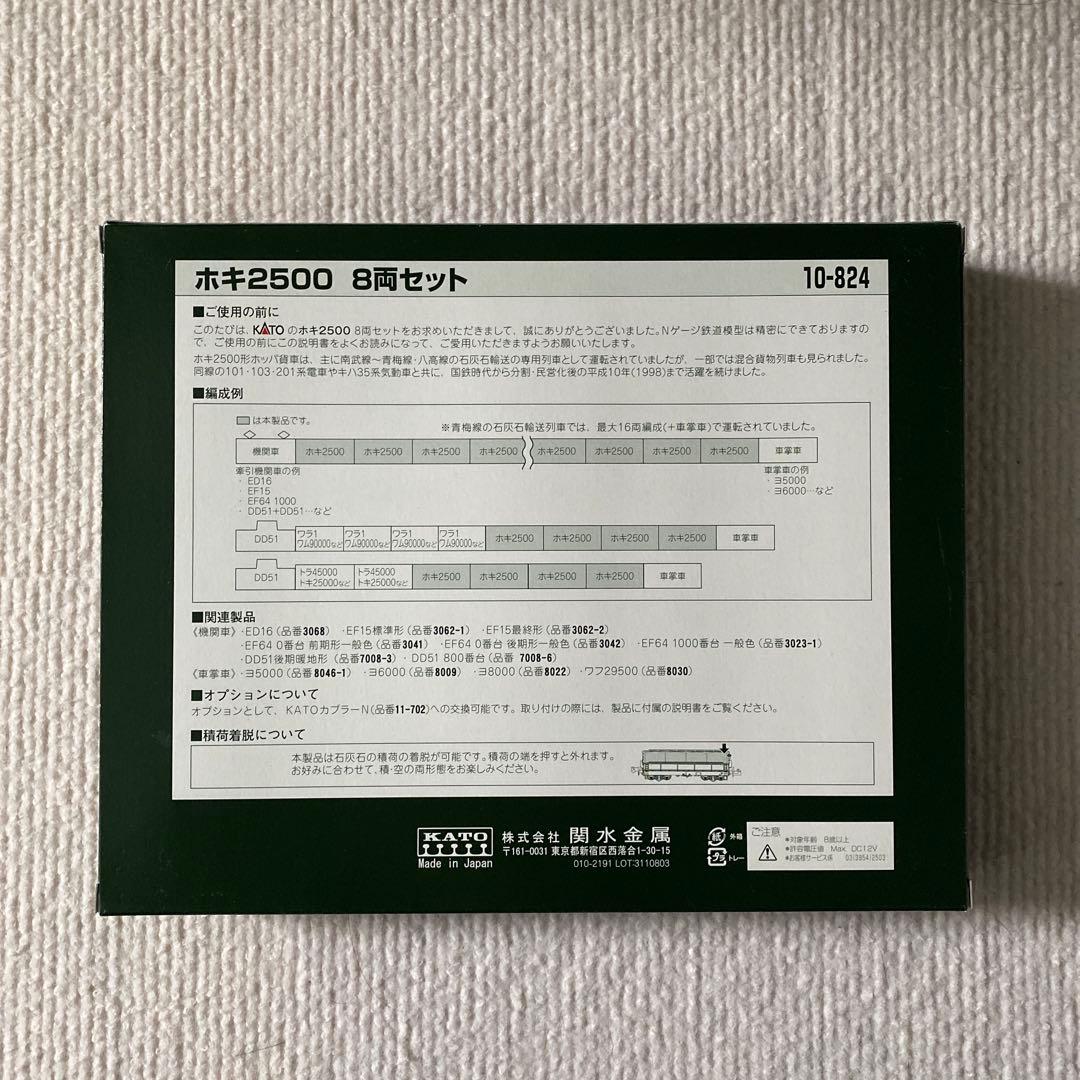 ホキ2500 8両セット 10-824
■ご使用の前に
このたびは、KATOのホキ2500 8両セットをお求めいただきまして、誠にありがとうございました。Nゲージ鉄道模型は精密にできておりますの
で、ご使用の前にこの説明書をよくお読みになって、ご愛用いただきますようお願いいたします。
ホキ2500形ホッパ貨車は、主に南武線〜青梅線・八高線の石灰石輸送の専用列車として運転されていましたが、一部では混合貨物列車も見られました。
同線の101・103・201系電車やキハ35系気動車と共に、国鉄時代から分割・民営化後の平成10年(1998)まで活躍を続けました。
■編成例
は本製品です。
※青梅線の石灰石輸送列車では、最大16両編成(+車掌車)で運転されていました。
機関車 ホキ2500 ホキ2500 ホキ2500 ホキ2500 ホキ2500 ホキ2500 ホキ2500 ホキ2500 車掌車
牽引機関車の例
・ ED16
・ EF15
・ EF64 1000
・ DD51+DD51…など
車掌車の例
・ヨ5000
・ヨ6000…など
DD51 ワラ1 ワム90000など ワラ1 ワム90000など ワラ1 ワム90000など ワラ1 ワム90000など ホキ2500 ホキ2500 ホキ2500 ホキ2500 車掌車
DD51 トラ45000 トキ25000など トラ45000 トキ25000など ホキ2500 ホキ2500 ホキ2500 ホキ2500 車掌車
■関連製品
《機関車》・ED16(品番3068) ・EF15標準形(品番3062-1) ・EF15最終形(品番3062-2)
・EF64 0番台 前期形一般色(品番3041) ・EF64 0番台 後期形一般色(品番3042) ・EF64 1000番台 一般色(品番3023-1)
・DD51後期暖地形 (品番7008-3)・DD51 800番台(品番 7008-6)
《車掌車》・ヨ5000(品番8046-1) ・ヨ6000(品番8009) ・ヨ8000(品番8022) ・ワフ29500(品番8030)
■オプションについて
オプションとして、KATOカプラーN(品番11-702)への交換可能です。取り付けの際には、製品に付属の説明書をご覧ください。
■積荷着脱について
本製品は石灰石の積荷の着脱が可能です。積荷の端を押すと外れます。
お好みに合わせて、積・空の両形態をお楽しみください。
KATO
Made in Japan
株式会社 関水金属
〒161-0031 東京都新宿区西落合1-30-15
010-2191 LOT:3110803
紙 外箱
プラ トレー
ご注意
*対象年齢 8歳以上
*許容電圧値 Max. DC12V
*お客様サービス係 03(3954)2503